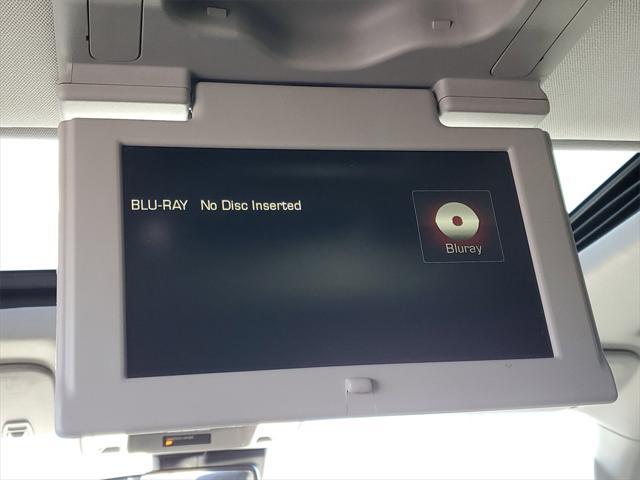 BLU-RAY No Disc Inserted
Bluray